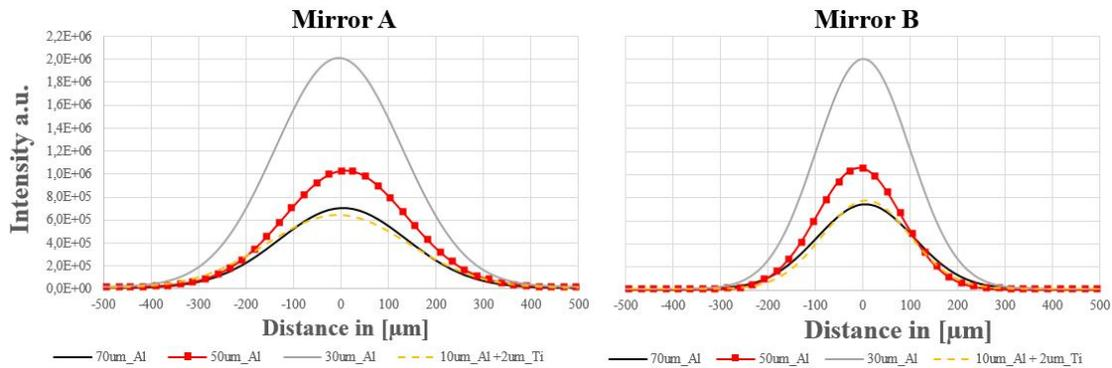 Mirror A
Mirror B
Intensity a.u.
2,2E+06
2,0E+06
1,8E+06
1,6E+06
1,4E+06
1,2E+06
1,0E+06
8,0E+05
6,0E+05
4,0E+05
2,0E+05
0,0E+00
-500 -400 -300 -200 -100 0 100 200 300 400 500
-500 -400 -300 -200 -100 0 100 200 300 400 500
Distance in [µm]
Distance in [µm]
70um_Al 50um_Al 30um_Al 10um_Al +2um_Ti
70um_Al 50um_Al 30um_Al 10um_Al + 2um_Ti